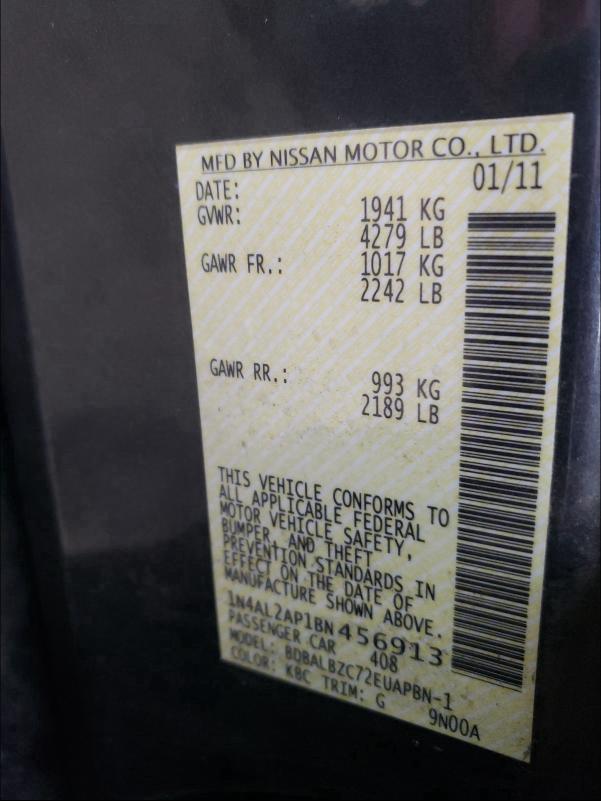 MFD BY NISSAN MOTOR CO., LTD.
DATE: 01/11
GVWR: 1941 KG
4279 LB
GAWR FR.: 1017 KG
2242 LB
GAWR RR.: 993 KG
2189 LB
THIS VEHICLE CONFORMS TO
ALL APPLICABLE FEDERAL
MOTOR VEHICLE SAFETY,
BUMPER, AND THEFT
PREVENTION STANDARDS IN
EFFECT ON THE DATE OF
MANUFACTURE SHOWN ABOVE.
1N4AL2AP1BN456913
PASSENGER CAR 408
MODEL: BDBALBZC72EUAPBN-1
COLOR: KBC TRIM: G 9N00A